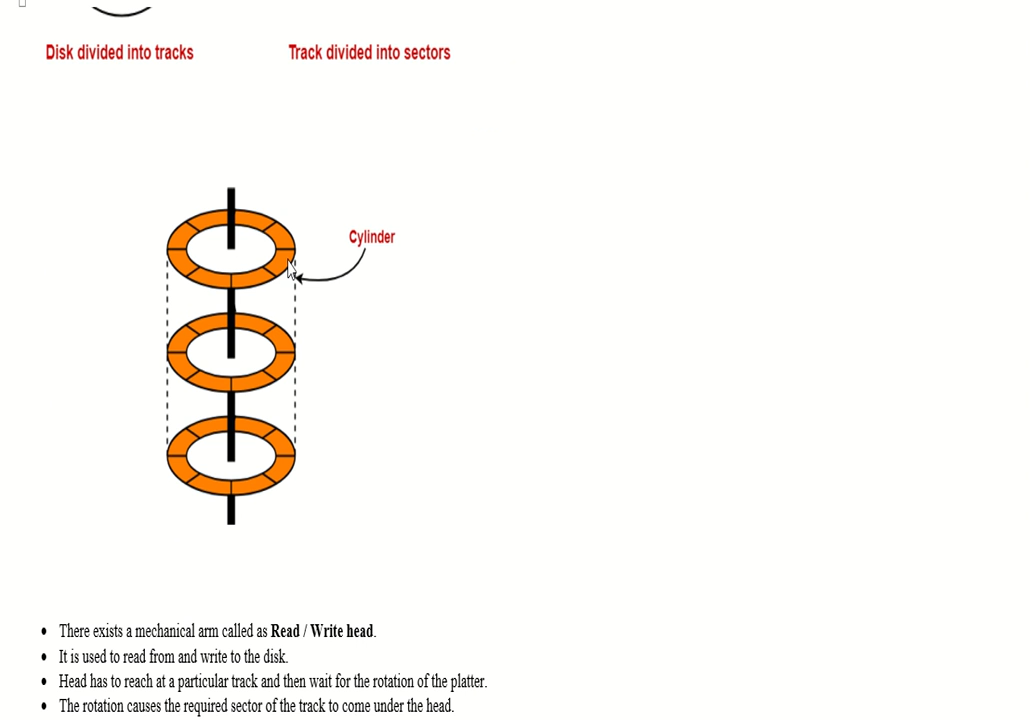 Disk divided into tracks
Track divided into sectors
Cylinder
There exists a mechanical arm called as Read / Write head.
It is used to read from and write to the disk.
Head has to reach at a particular track and then wait for the rotation of the platter.
The rotation causes the required sector of the track to come under the head.